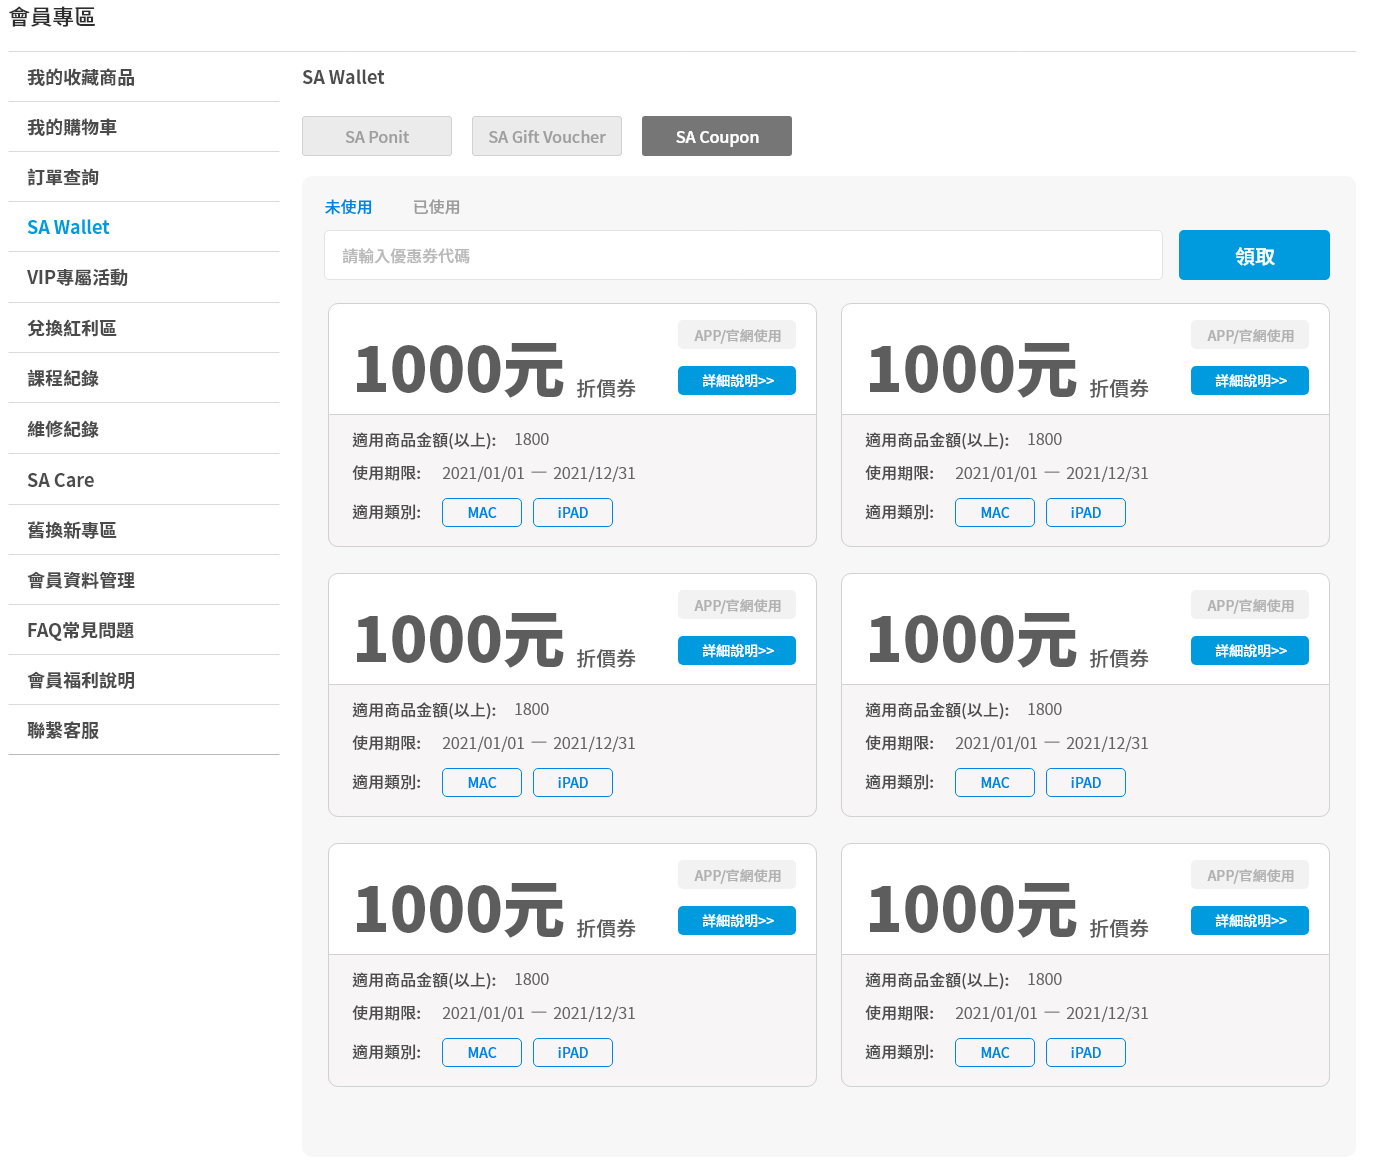 會員專區
我的收藏商品
我的購物車
訂單查詢
SA Wallet
VIP專屬活動
兌換紅利區
課程紀錄
維修紀錄
SA Care
舊換新專區
會員資料管理
FAQ常見問題
會員福利說明
聯繫客服
SA Wallet
SA Ponit SA Gift Voucher SA Coupon
未使用 已使用
請輸入優惠券代碼 領取
1000元 折價券
APP/官網使用
詳細說明>>
適用商品金額(以上): 1800
使用期限: 2021/01/01 — 2021/12/31
適用類別: MAC iPAD
1000元 折價券
APP/官網使用
詳細說明>>
適用商品金額(以上): 1800
使用期限: 2021/01/01 — 2021/12/31
適用類別: MAC iPAD
1000元 折價券
APP/官網使用
詳細說明>>
適用商品金額(以上): 1800
使用期限: 2021/01/01 — 2021/12/31
適用類別: MAC iPAD
1000元 折價券
APP/官網使用
詳細說明>>
適用商品金額(以上): 1800
使用期限: 2021/01/01 — 2021/12/31
適用類別: MAC iPAD
1000元 折價券
APP/官網使用
詳細說明>>
適用商品金額(以上): 1800
使用期限: 2021/01/01 — 2021/12/31
適用類別: MAC iPAD
1000元 折價券
APP/官網使用
詳細說明>>
適用商品金額(以上): 1800
使用期限: 2021/01/01 — 2021/12/31
適用類別: MAC iPAD